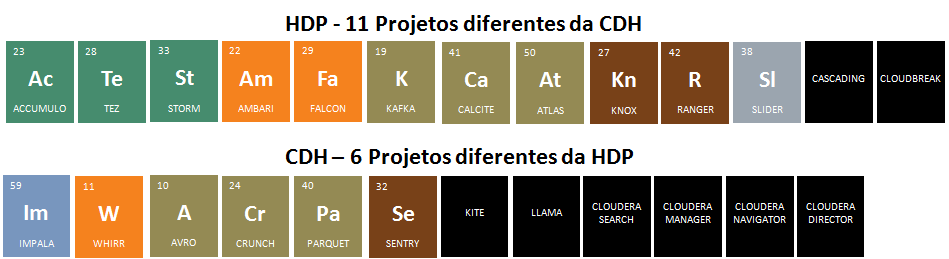 HDP - 11 Projetos diferentes da CDH
23 28 33 22 29 19 41 50 27 42 38
Ac Te St Am Fa K Ca At Kn R Sl CASCADING CLOUDBREAK
ACCUMULO TEZ STORM AMBARI FALCON KAFKA CALCITE ATLAS KNOX RANGER SLIDER
CDH – 6 Projetos diferentes da HDP
59 11 10 24 40 32
Im W A Cr Pa Se KITE LLAMA CLOUDERA SEARCH CLOUDERA MANAGER CLOUDERA NAVIGATOR CLOUDERA DIRECTOR
IMPALA WHIRR AVRO CRUNCH PARQUET SENTRY